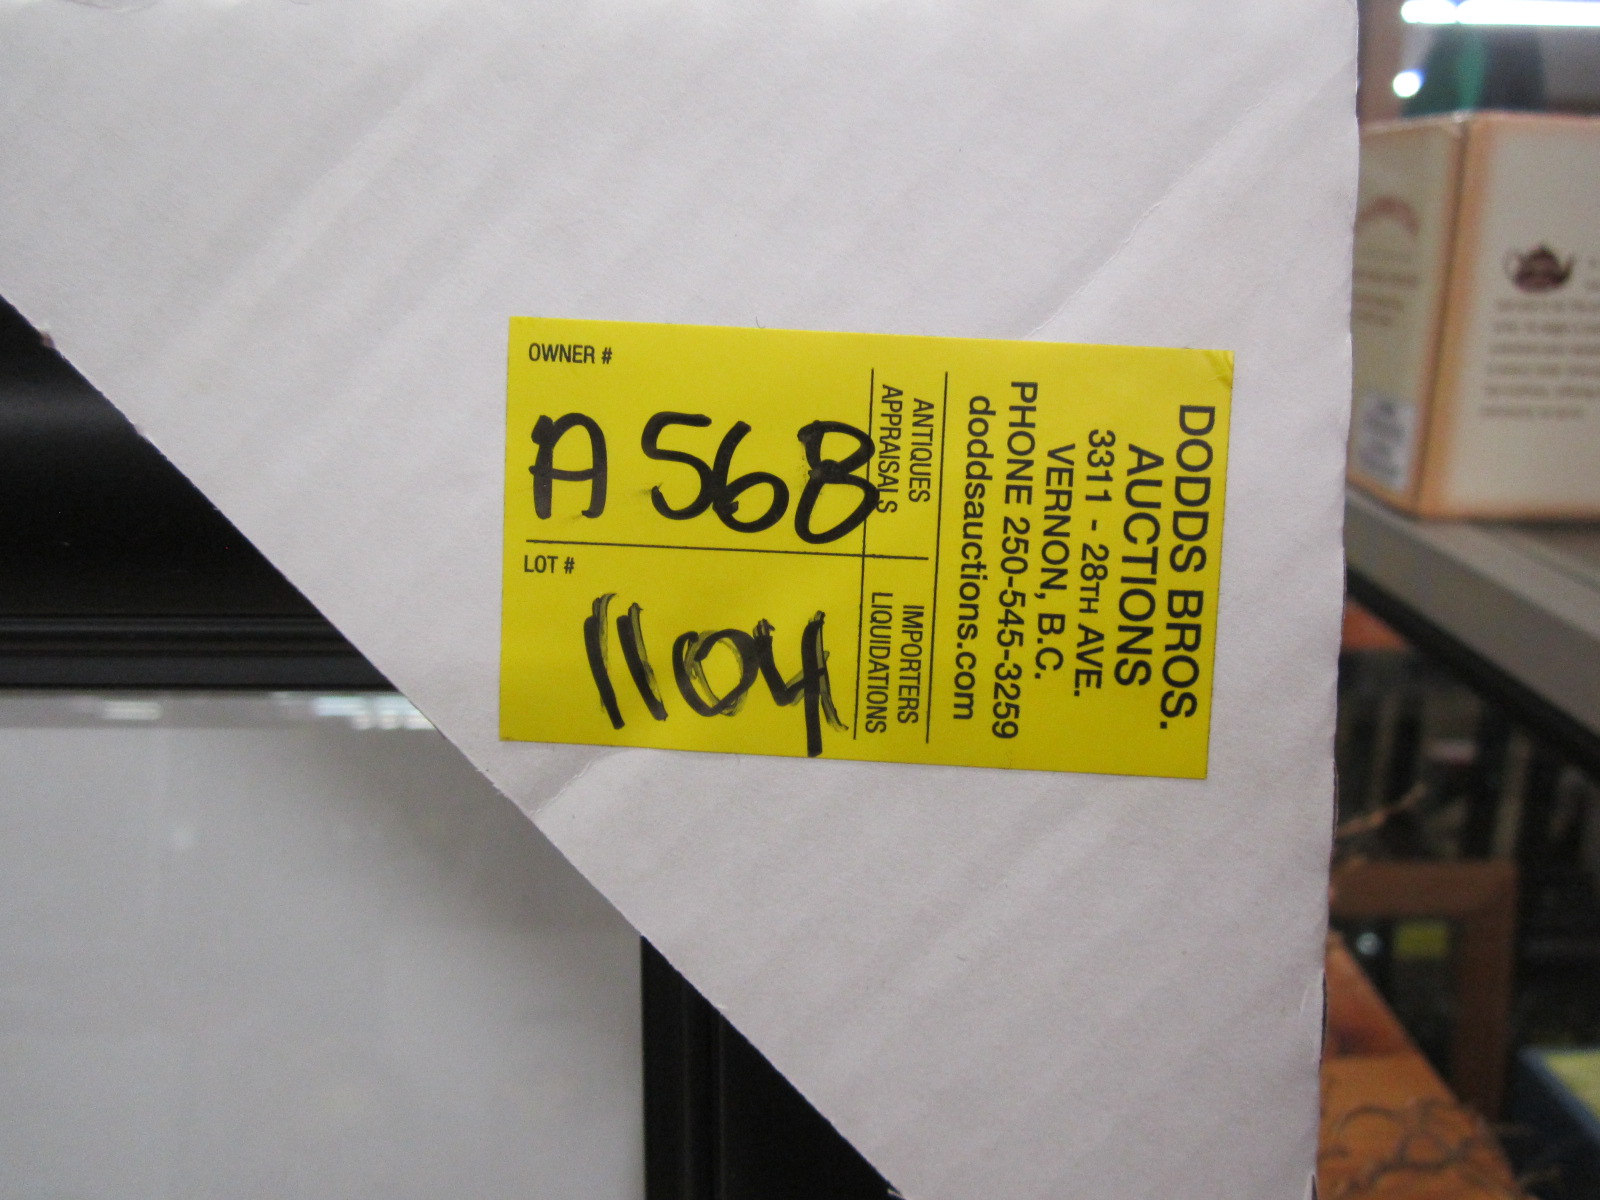 DODDS BROS.
AUCTIONS
3311 - 28TH AVE.
VERNON, B.C.
PHONE 250-545-3259
doddsauctions.com
ANTIQUES
APPRAISALS
IMPORTERS
LIQUIDATIONS
OWNER #
A 568
LOT #
1104